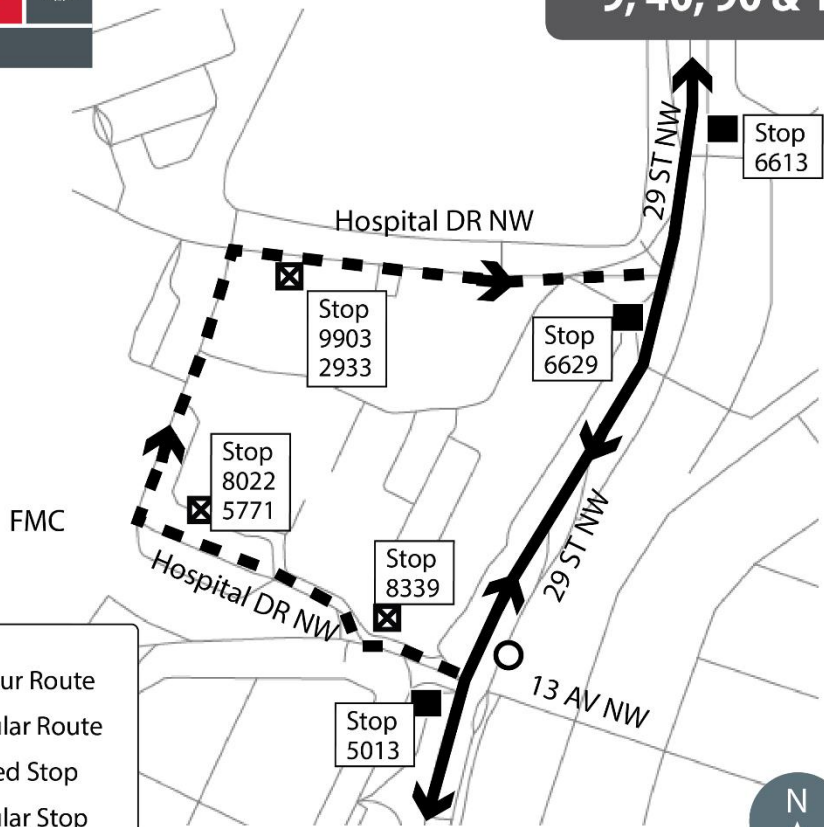 29 ST NW
Stop
6613
Hospital DR NW
Stop
9903
2933
Stop
6629
Stop
8022
5771
FMC
29 ST NW
Stop
8339
Hospital DR NW
13 AV NW
Stop
5013
ur Route
lar Route
ed Stop
lar Stop
N